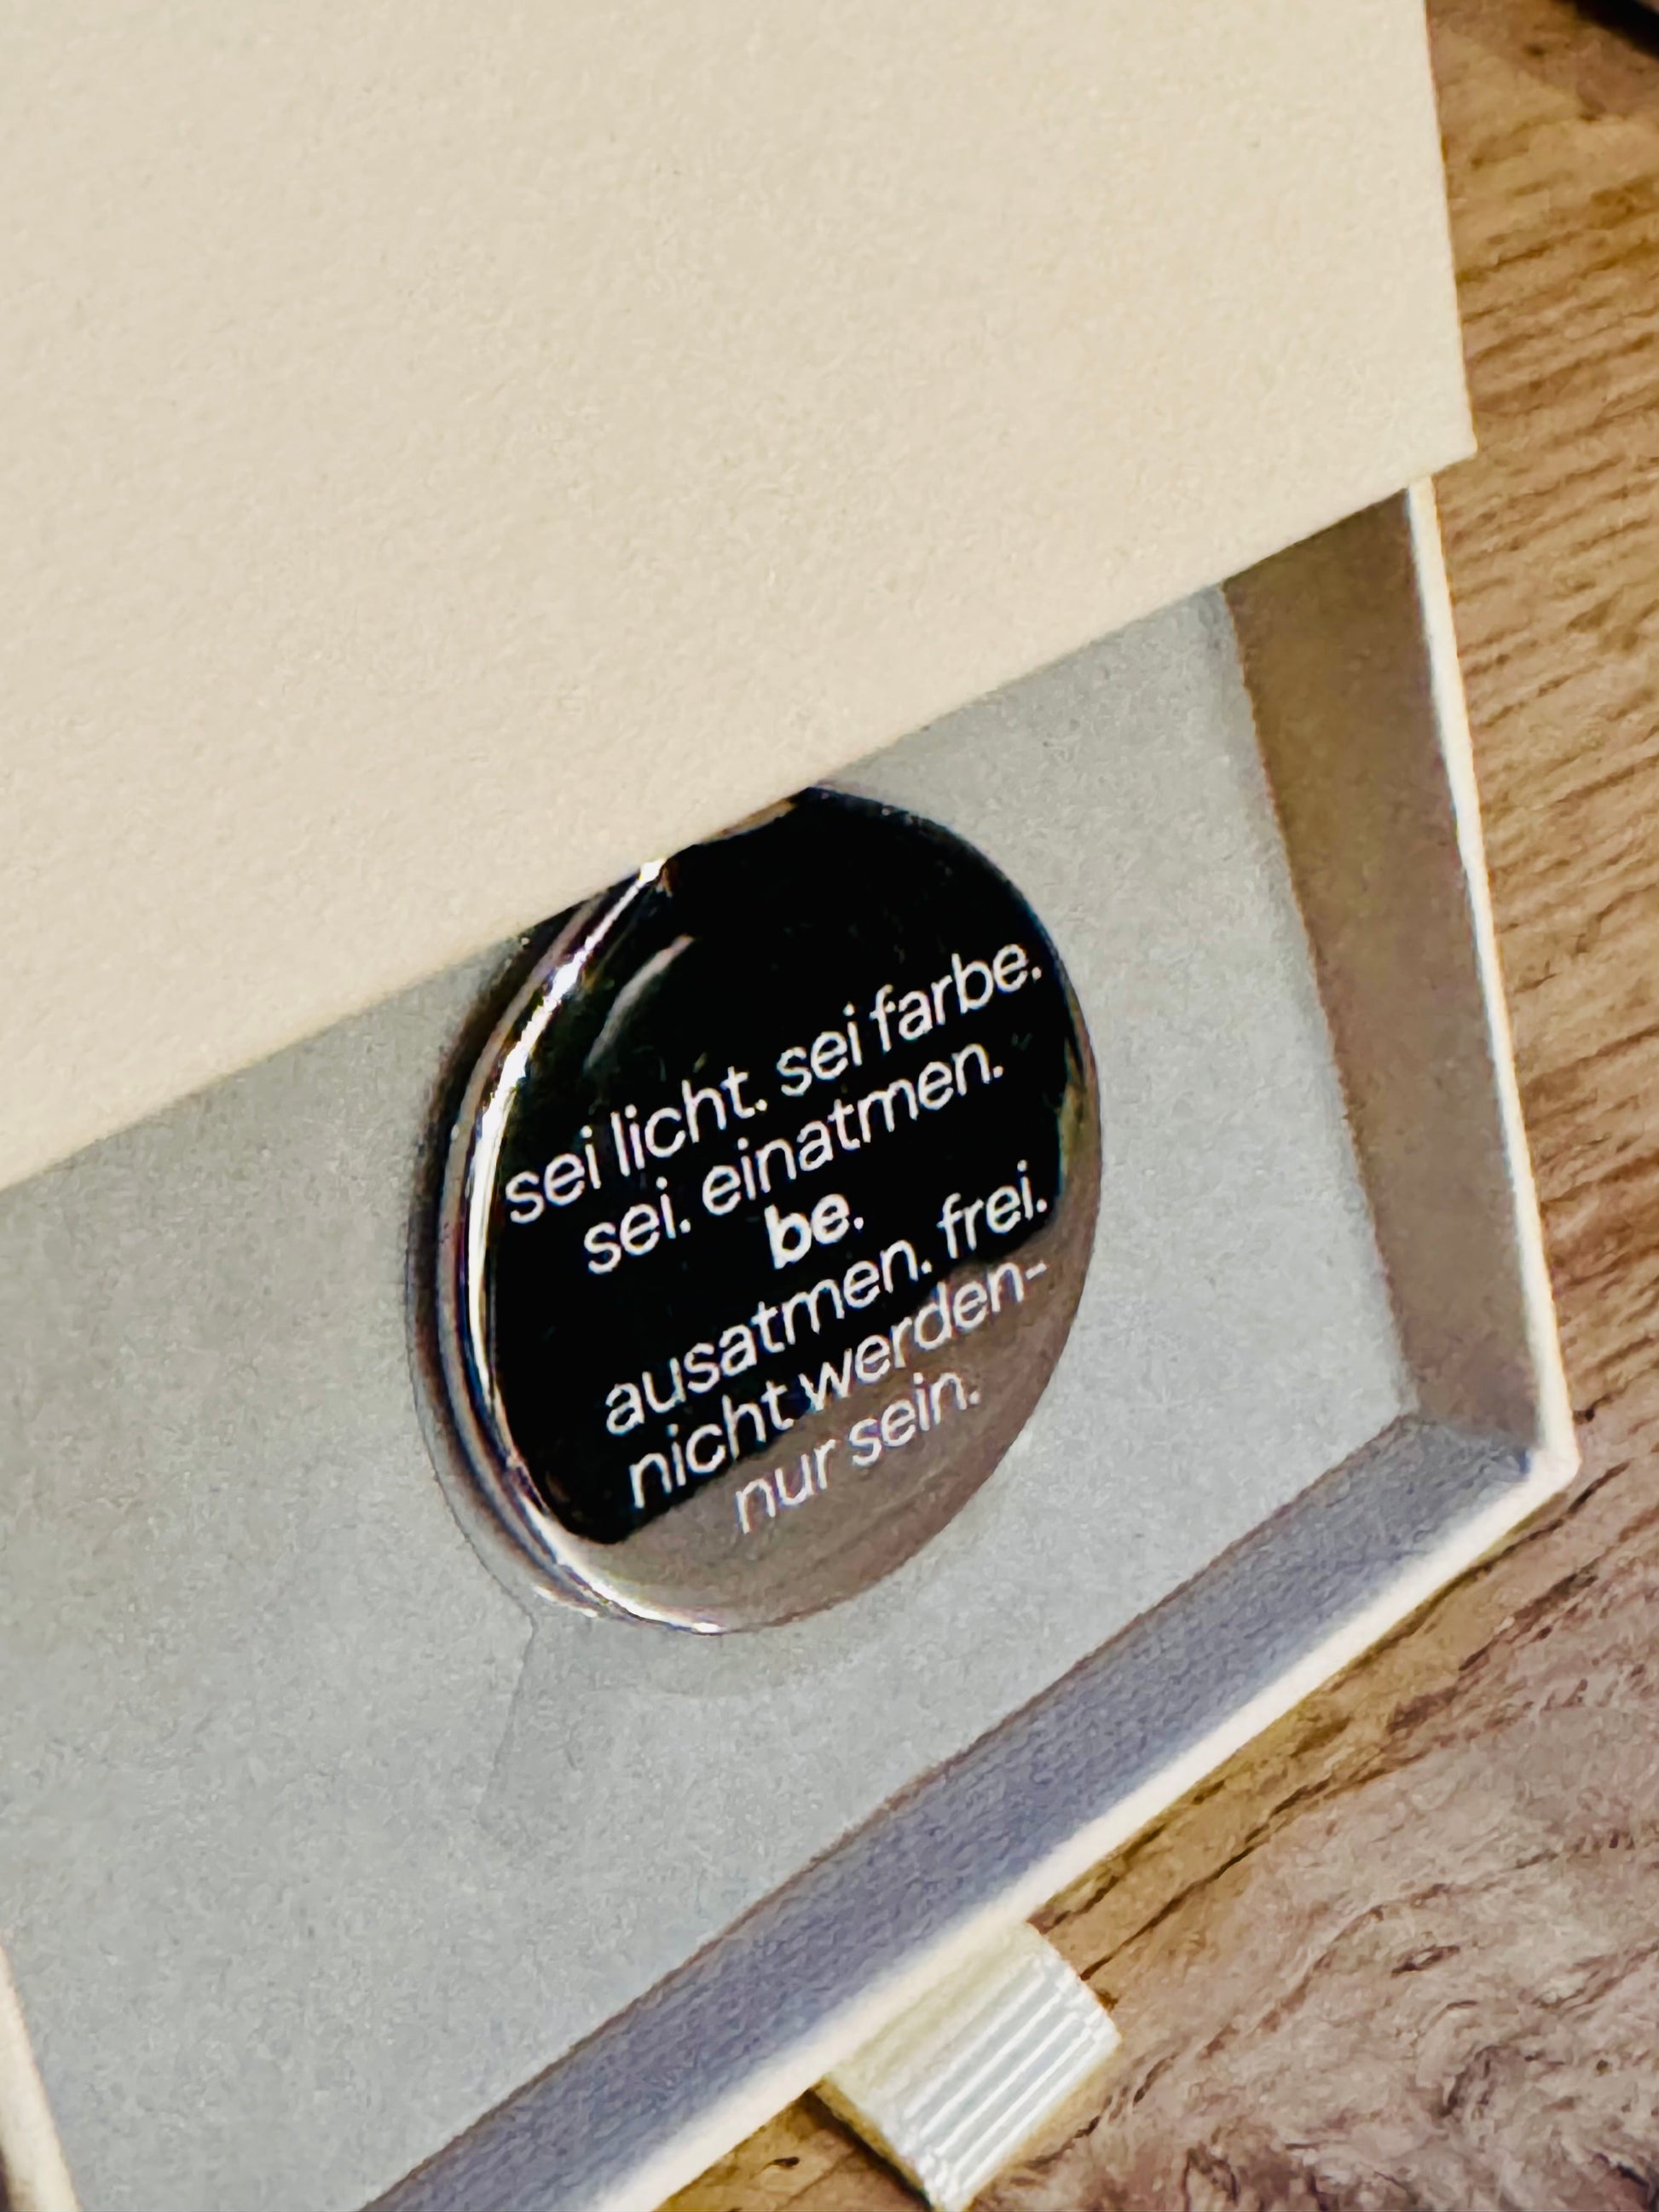 sei licht. sei farbe.
sei. einatmen.
be.
ausatmen. frei.
nicht werden-
nur sein.